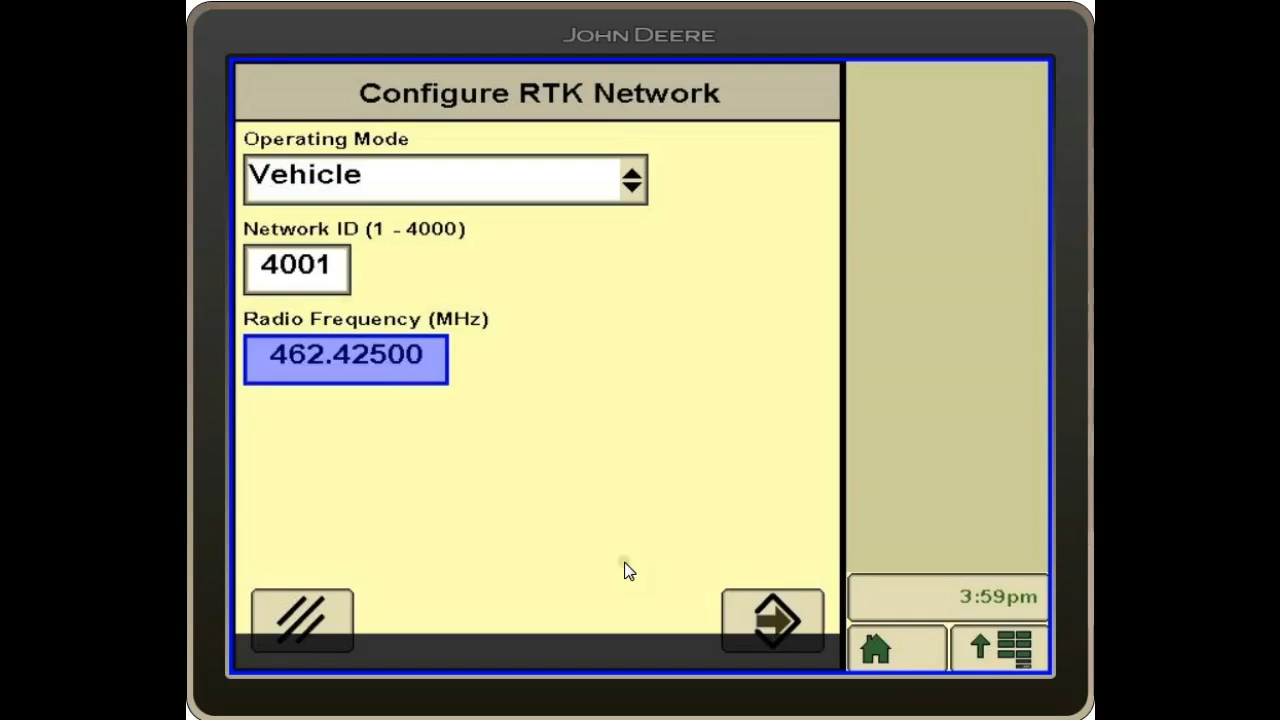 JOHN DEERE
Configure RTK Network
Operating Mode
Vehicle
Network ID (1 - 4000)
4001
Radio Frequency (MHz)
462.42500
3:59pm